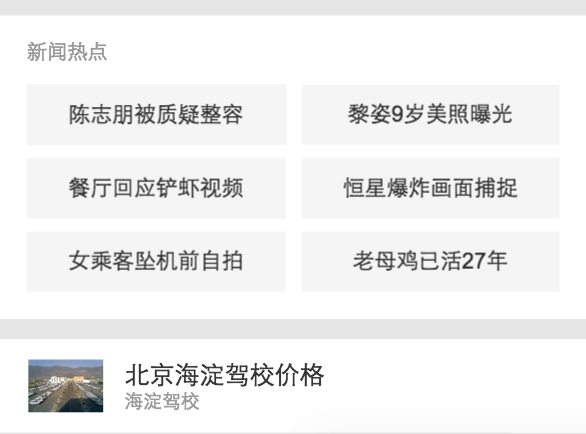 新闻热点
陈志朋被质疑整容 黎姿9岁美照曝光
餐厅回应铲虾视频 恒星爆炸画面捕捉
女乘客坠机前自拍 老母鸡已活27年
北京海淀驾校价格
海淀驾校